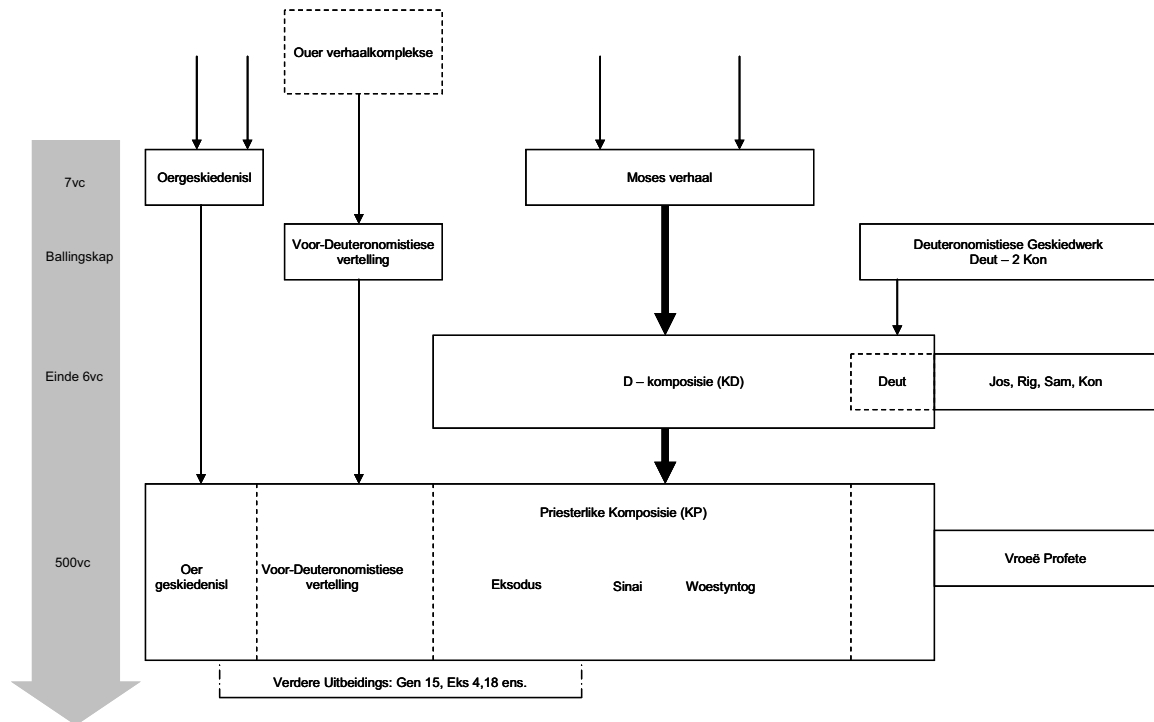 Ouer verhaalkomplekse
7vc
Oergeskiedenisl
Moses verhaal
Ballingskap
Voor-Deuteronomistiese
vertelling
Deuteronomistiese Geskiedwerk
Deut – 2 Kon
Einde 6vc
D – komposisie (KD)
Deut
Jos, Rig, Sam, Kon
Priesterlike Komposisie (KP)
500vc
Oer
geskiedenisl
Voor-Deuteronomistiese
vertelling
Eksodus
Sinai
Woestyntog
Vroeë Profete
Verdere Uitbeidings: Gen 15, Eks 4,18 ens.